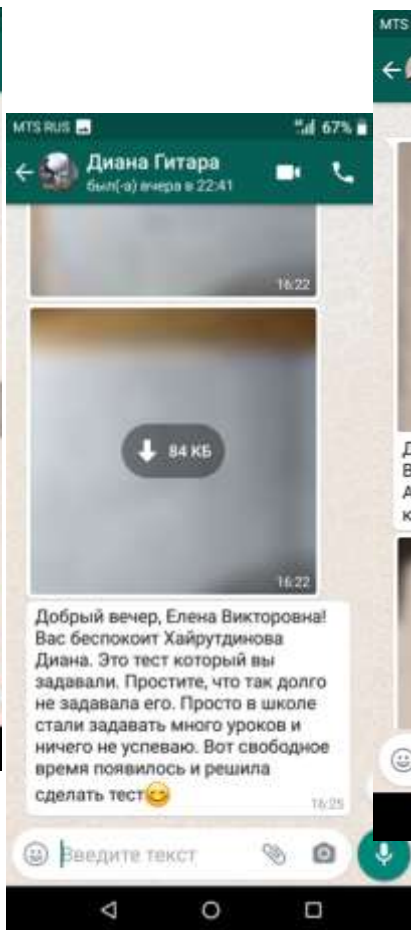 MTS RUS 67%
Диана Гитара
был(-а) вчера в 22:41
16:22
84 КБ
16:22
Добрый вечер, Елена Викторовна!
Вас беспокоит Хайрутдинова
Диана. Это тест который вы
задавали. Простите, что так долго
не задавала его. Просто в школе
стали задавать много уроков и
ничего не успеваю. Вот свободное
время появилось и решила
сделать тест😊
16:25
Введите текст
MTS
Д
В
А
к